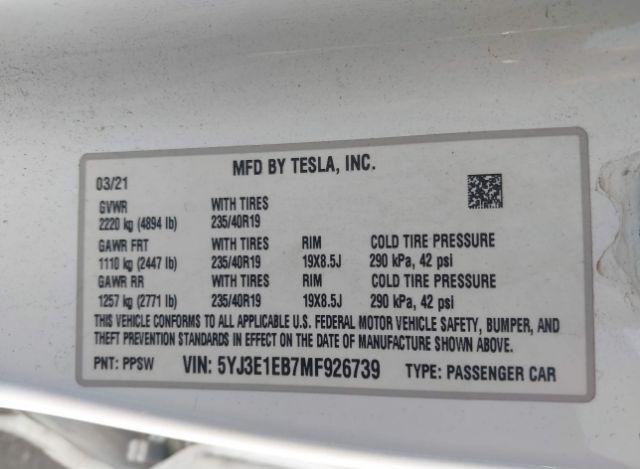 MFD BY TESLA, INC.
03/21
GVWR WITH TIRES
2220 kg (4894 lb) 235/40R19
GAWR FRT WITH TIRES RIM COLD TIRE PRESSURE
1110 kg (2447 lb) 235/40R19 19X8.5J 290 kPa, 42 psi
GAWR RR WITH TIRES RIM COLD TIRE PRESSURE
1257 kg (2771 lb) 235/40R19 19X8.5J 290 kPa, 42 psi
THIS VEHICLE CONFORMS TO ALL APPLICABLE U.S. FEDERAL MOTOR VEHICLE SAFETY, BUMPER, AND
THEFT PREVENTION STANDARDS IN EFFECT ON THE DATE OF MANUFACTURE SHOWN ABOVE.
PNT: PPSW VIN: 5YJ3E1EB7MF926739 TYPE: PASSENGER CAR